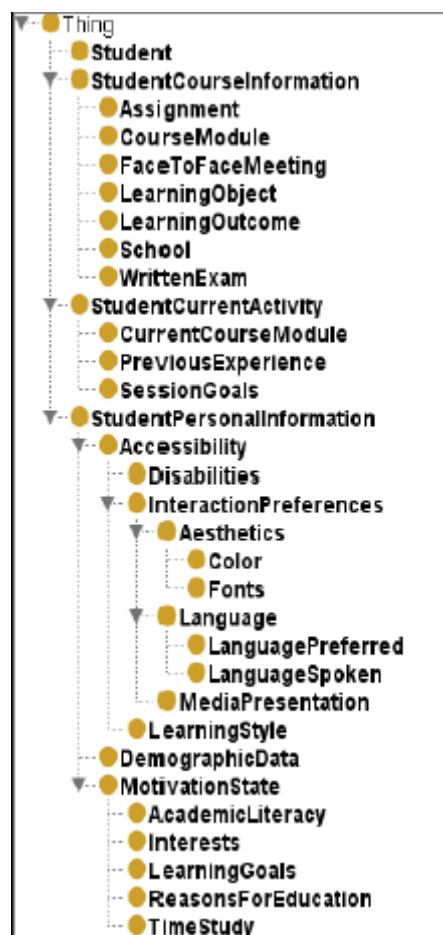 Thing
Student
StudentCourseInformation
Assignment
CourseModule
FaceToFaceMeeting
LearningObject
LearningOutcome
School
WrittenExam
StudentCurrentActivity
CurrentCourseModule
PreviousExperience
SessionGoals
StudentPersonalInformation
Accessibility
Disabilities
InteractionPreferences
Aesthetics
Color
Fonts
Language
LanguagePreferred
LanguageSpoken
MediaPresentation
LearningStyle
DemographicData
MotivationState
AcademicLiteracy
Interests
LearningGoals
ReasonsForEducation
TimeStudy